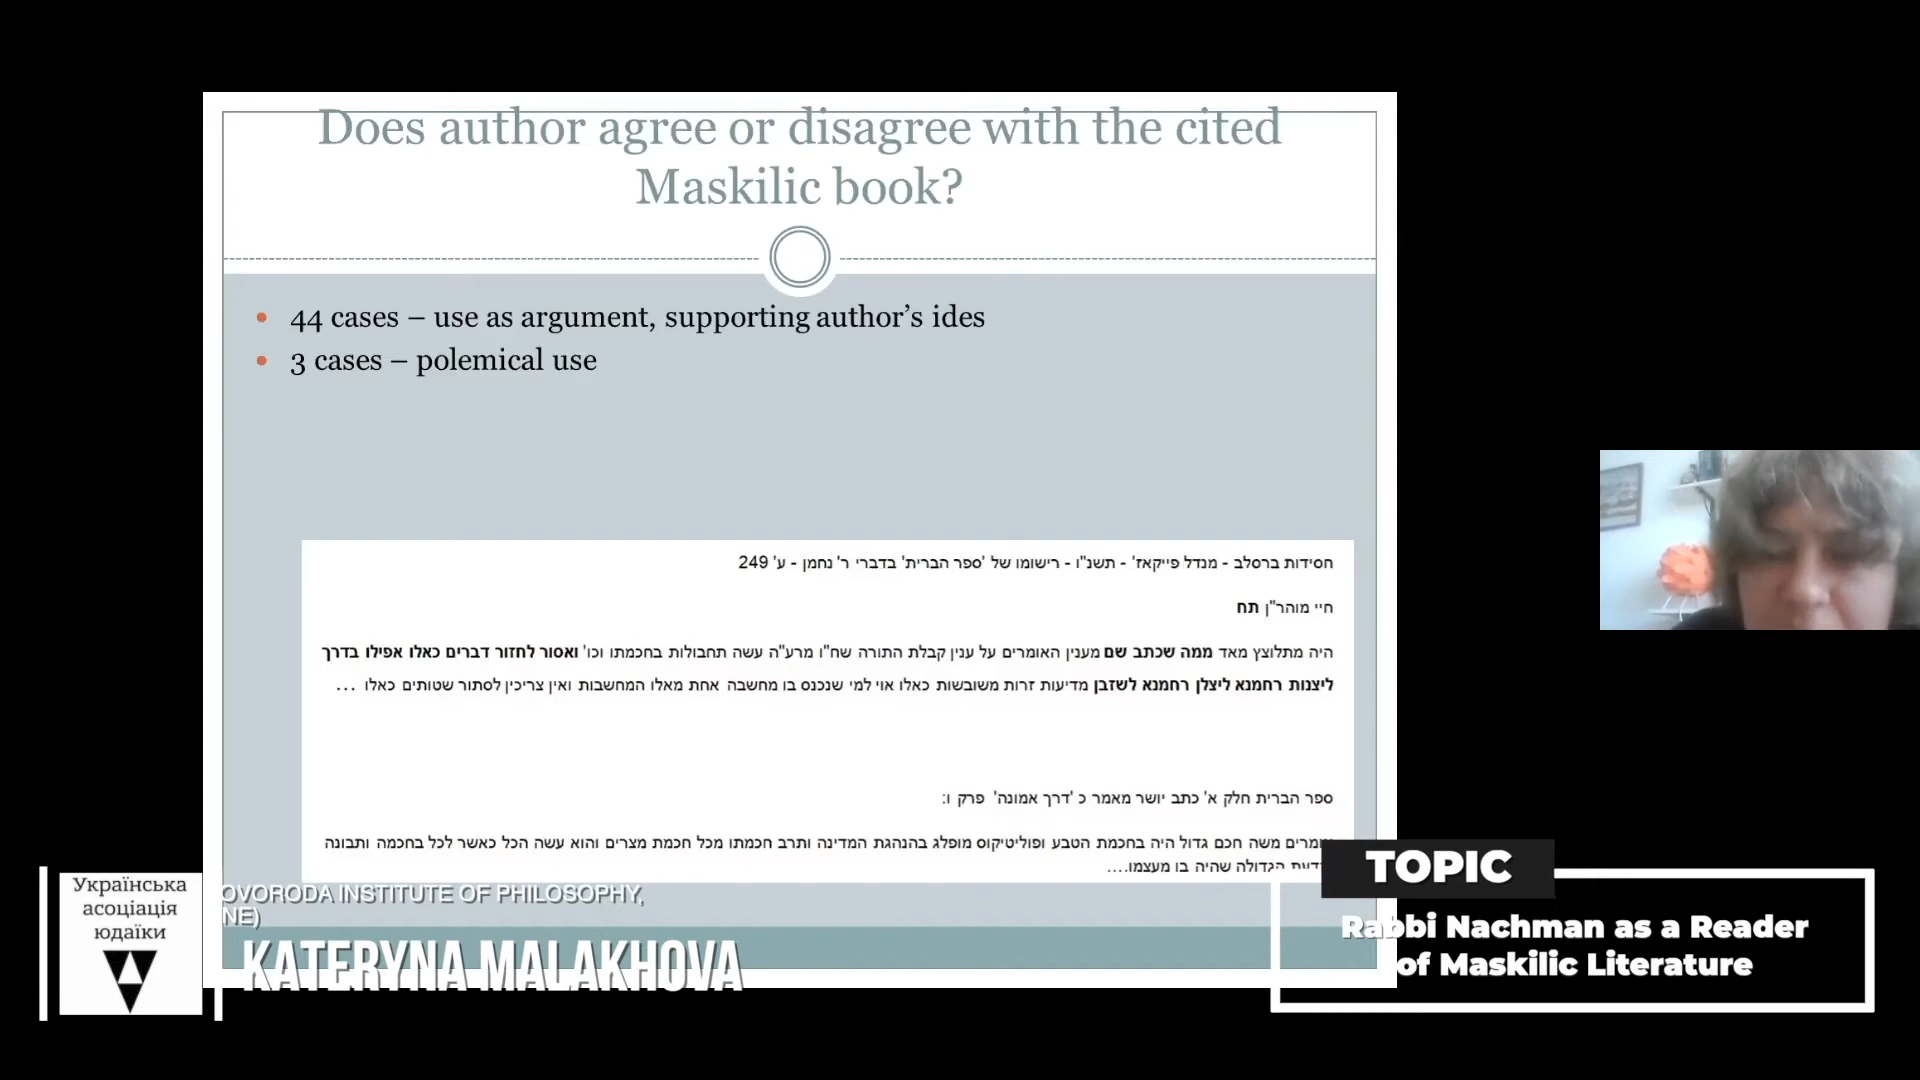 Does author agree or disagree with the cited
Maskilic book?
44 cases – use as argument, supporting author’s ides
3 cases – polemical use
חסידות ברסלב - מנדל פייקאז' - תשנ"ו - רישומו של 'ספר הברית' בדברי ר' נחמן - ע' 249
חיי מוהר"ן תח
היה מתלוצץ מאד ממה שכתב שם מענין האומרים על ענין קבלת התורה שח"ו מרע"ה עשה תחבולות בחכמתו וכו' ואסור לחזור דברים כאלו אפילו בדרך
ליצנות רחמנא ליצלן רחמנא לשזבן מדיעות זרות משובשות כאלו אוי למי שנכנס בו מחשבה אחת מאלו המחשבות ואין צריכין לסתור שטותים כאלו ...
ספר הברית חלק א' כתב יושר מאמר כ 'דרך אמונה' פרק ו:
משה חכם גדול היה בחכמת הטבע ופוליטיקוס מופלג בהנהגת המדינה ותרב חכמתו מכל חכמת מצרים והוא עשה הכל כאשר לכל בחכמה ותבונה
הגדולה שהיה בו מעצמו....
OVORODA INSTITUTE OF PHILOSOPHY,
NE)
KATERYNA MALAKHOVA
Українська
асоціація
юдаїки
TOPIC
Rabbi Nachman as a Reader
of Maskilic Literature